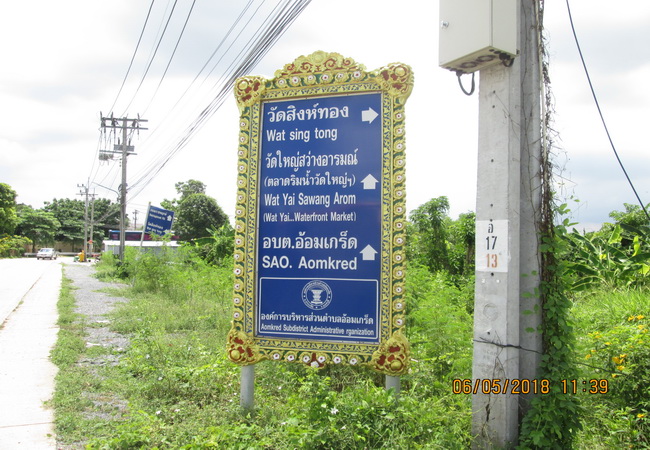 วัดสิงห์ทอง
Wat sing tong
วัดใหญ่สว่างอารมณ์
(ตลาดริมน้ำวัดใหญ่ฯ)
Wat Yai Sawang Arom
(Wat Yai...Waterfront Market)
อบต.อ้อมเกร็ด
SAO. Aomkred
องค์การบริหารส่วนตำบลอ้อมเกร็ด
Aomkred Subdistrict Administrative rganization
17
13
06/05/2018 11:39